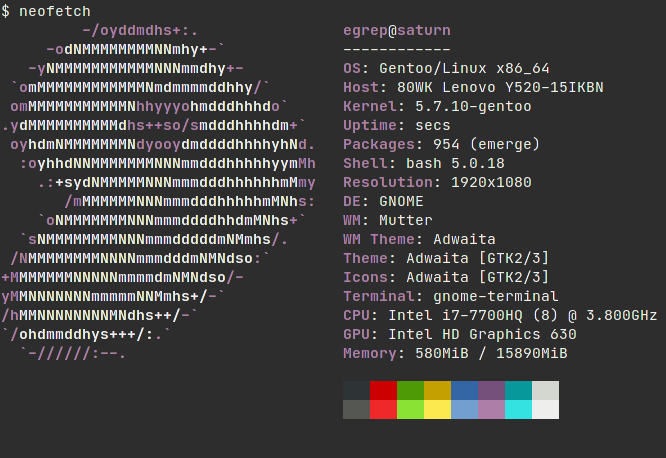 $ neofetch
         -/oyddmdhs+:.                egrep@saturn
     -odNMMMMMMMMNNmhy+-`             ------------
   -yNMMMMMMMMMMMNNNmmdhy+-           OS: Gentoo/Linux x86_64
 `omMMMMMMMMMMMMNmdmmmmddhhy/`        Host: 80WK Lenovo Y520-15IKBN
 omMMMMMMMMMMMNhhyyyohmdddhhhdo`      Kernel: 5.7.10-gentoo
.ydMMMMMMMMMMdhs++so/smdddhhhhdm+`    Uptime: secs
 oyhdmNMMMMMMMNdyooydmddddhhhhyhNd.   Packages: 954 (emerge)
  :oyhhdNNMMMMMMMNNNmmdddhhhhhyymMh   Shell: bash 5.0.18
    .:+sydNMMMMMNNNmmmdddhhhhhhmMmy   Resolution: 1920x1080
       /mMMMMMMNNNmmmdddhhhhhmMNhs:   DE: GNOME
    `oNMMMMMMMNNNmmmddddhhdmMNhs+`    WM: Mutter
  `sNMMMMMMMMNNNmmmdddddmNMmhs/.      WM Theme: Adwaita
 /NMMMMMMMMNNNNmmmdddmNMNdso:`        Theme: Adwaita [GTK2/3]
+MMMMMMMNNNNNmmmmdmNMNdso/-           Icons: Adwaita [GTK2/3]
yMMNNNNNNNmmmmmNNMmhs+/-`             Terminal: gnome-terminal
/hMMNNNNNNNNMNdhs++/-`                CPU: Intel i7-7700HQ (8) @ 3.800GHz
`/ohdmmddhys+++/:.`                   GPU: Intel HD Graphics 630
  `-//////:--.                        Memory: 580MiB / 15890MiB